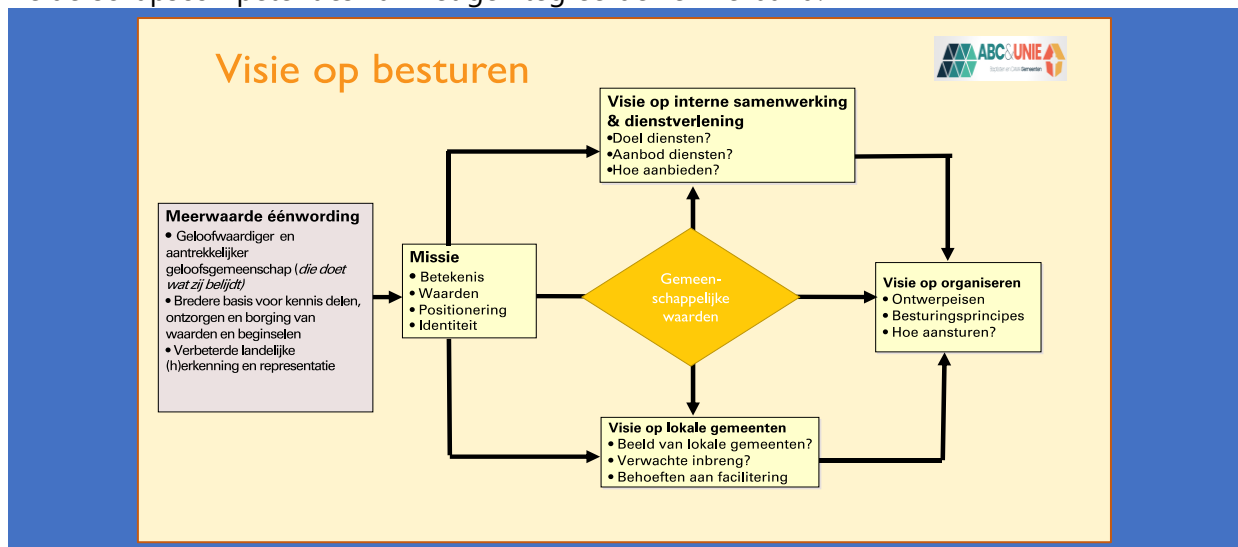 Visie op besturen
ABC&UNIE
Visie op interne samenwerking
& dienstverlening
•Doel diensten?
•Aanbod diensten?
•Hoe aanbieden?
Meerwaarde éénwording
• Geloofwaardiger en
aantrekkelijker
geloofsgemeenschap (die doet
wat zij belijdt)
• Bredere basis voor kennis delen,
ontzorgen en borging van
waarden en beginselen
• Verbeterde landelijke
(h)erkenning en representatie
Missie
• Betekenis
• Waarden
• Positionering
• Identiteit
Gemeen-
schappelijke
waarden
Visie op organiseren
• Ontwerpeisen
• Besturingsprincipes
• Hoe aansturen?
Visie op lokale gemeenten
• Beeld van lokale gemeenten?
• Verwachte inbreng?
• Behoeften aan facilitering